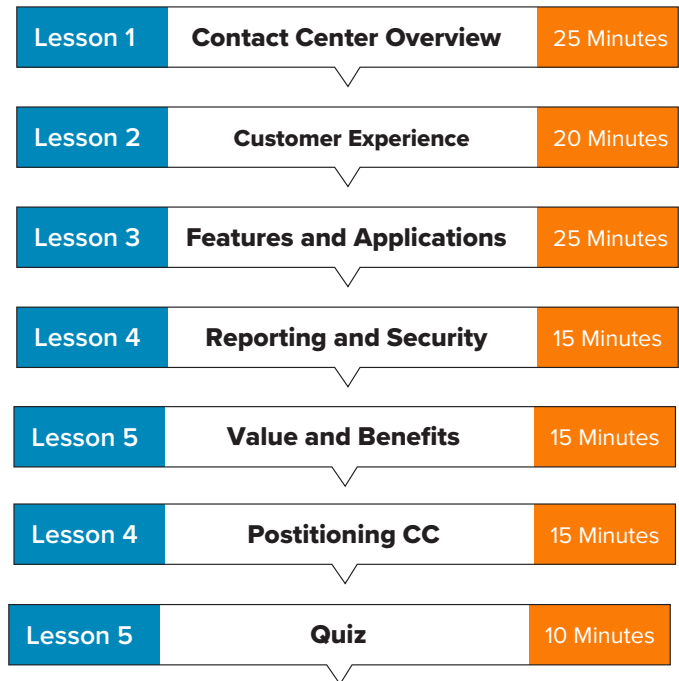 Lesson 1 Contact Center Overview 25 Minutes
Lesson 2 Customer Experience 20 Minutes
Lesson 3 Features and Applications 25 Minutes
Lesson 4 Reporting and Security 15 Minutes
Lesson 5 Value and Benefits 15 Minutes
Lesson 4 Postitioning CC 15 Minutes
Lesson 5 Quiz 10 Minutes